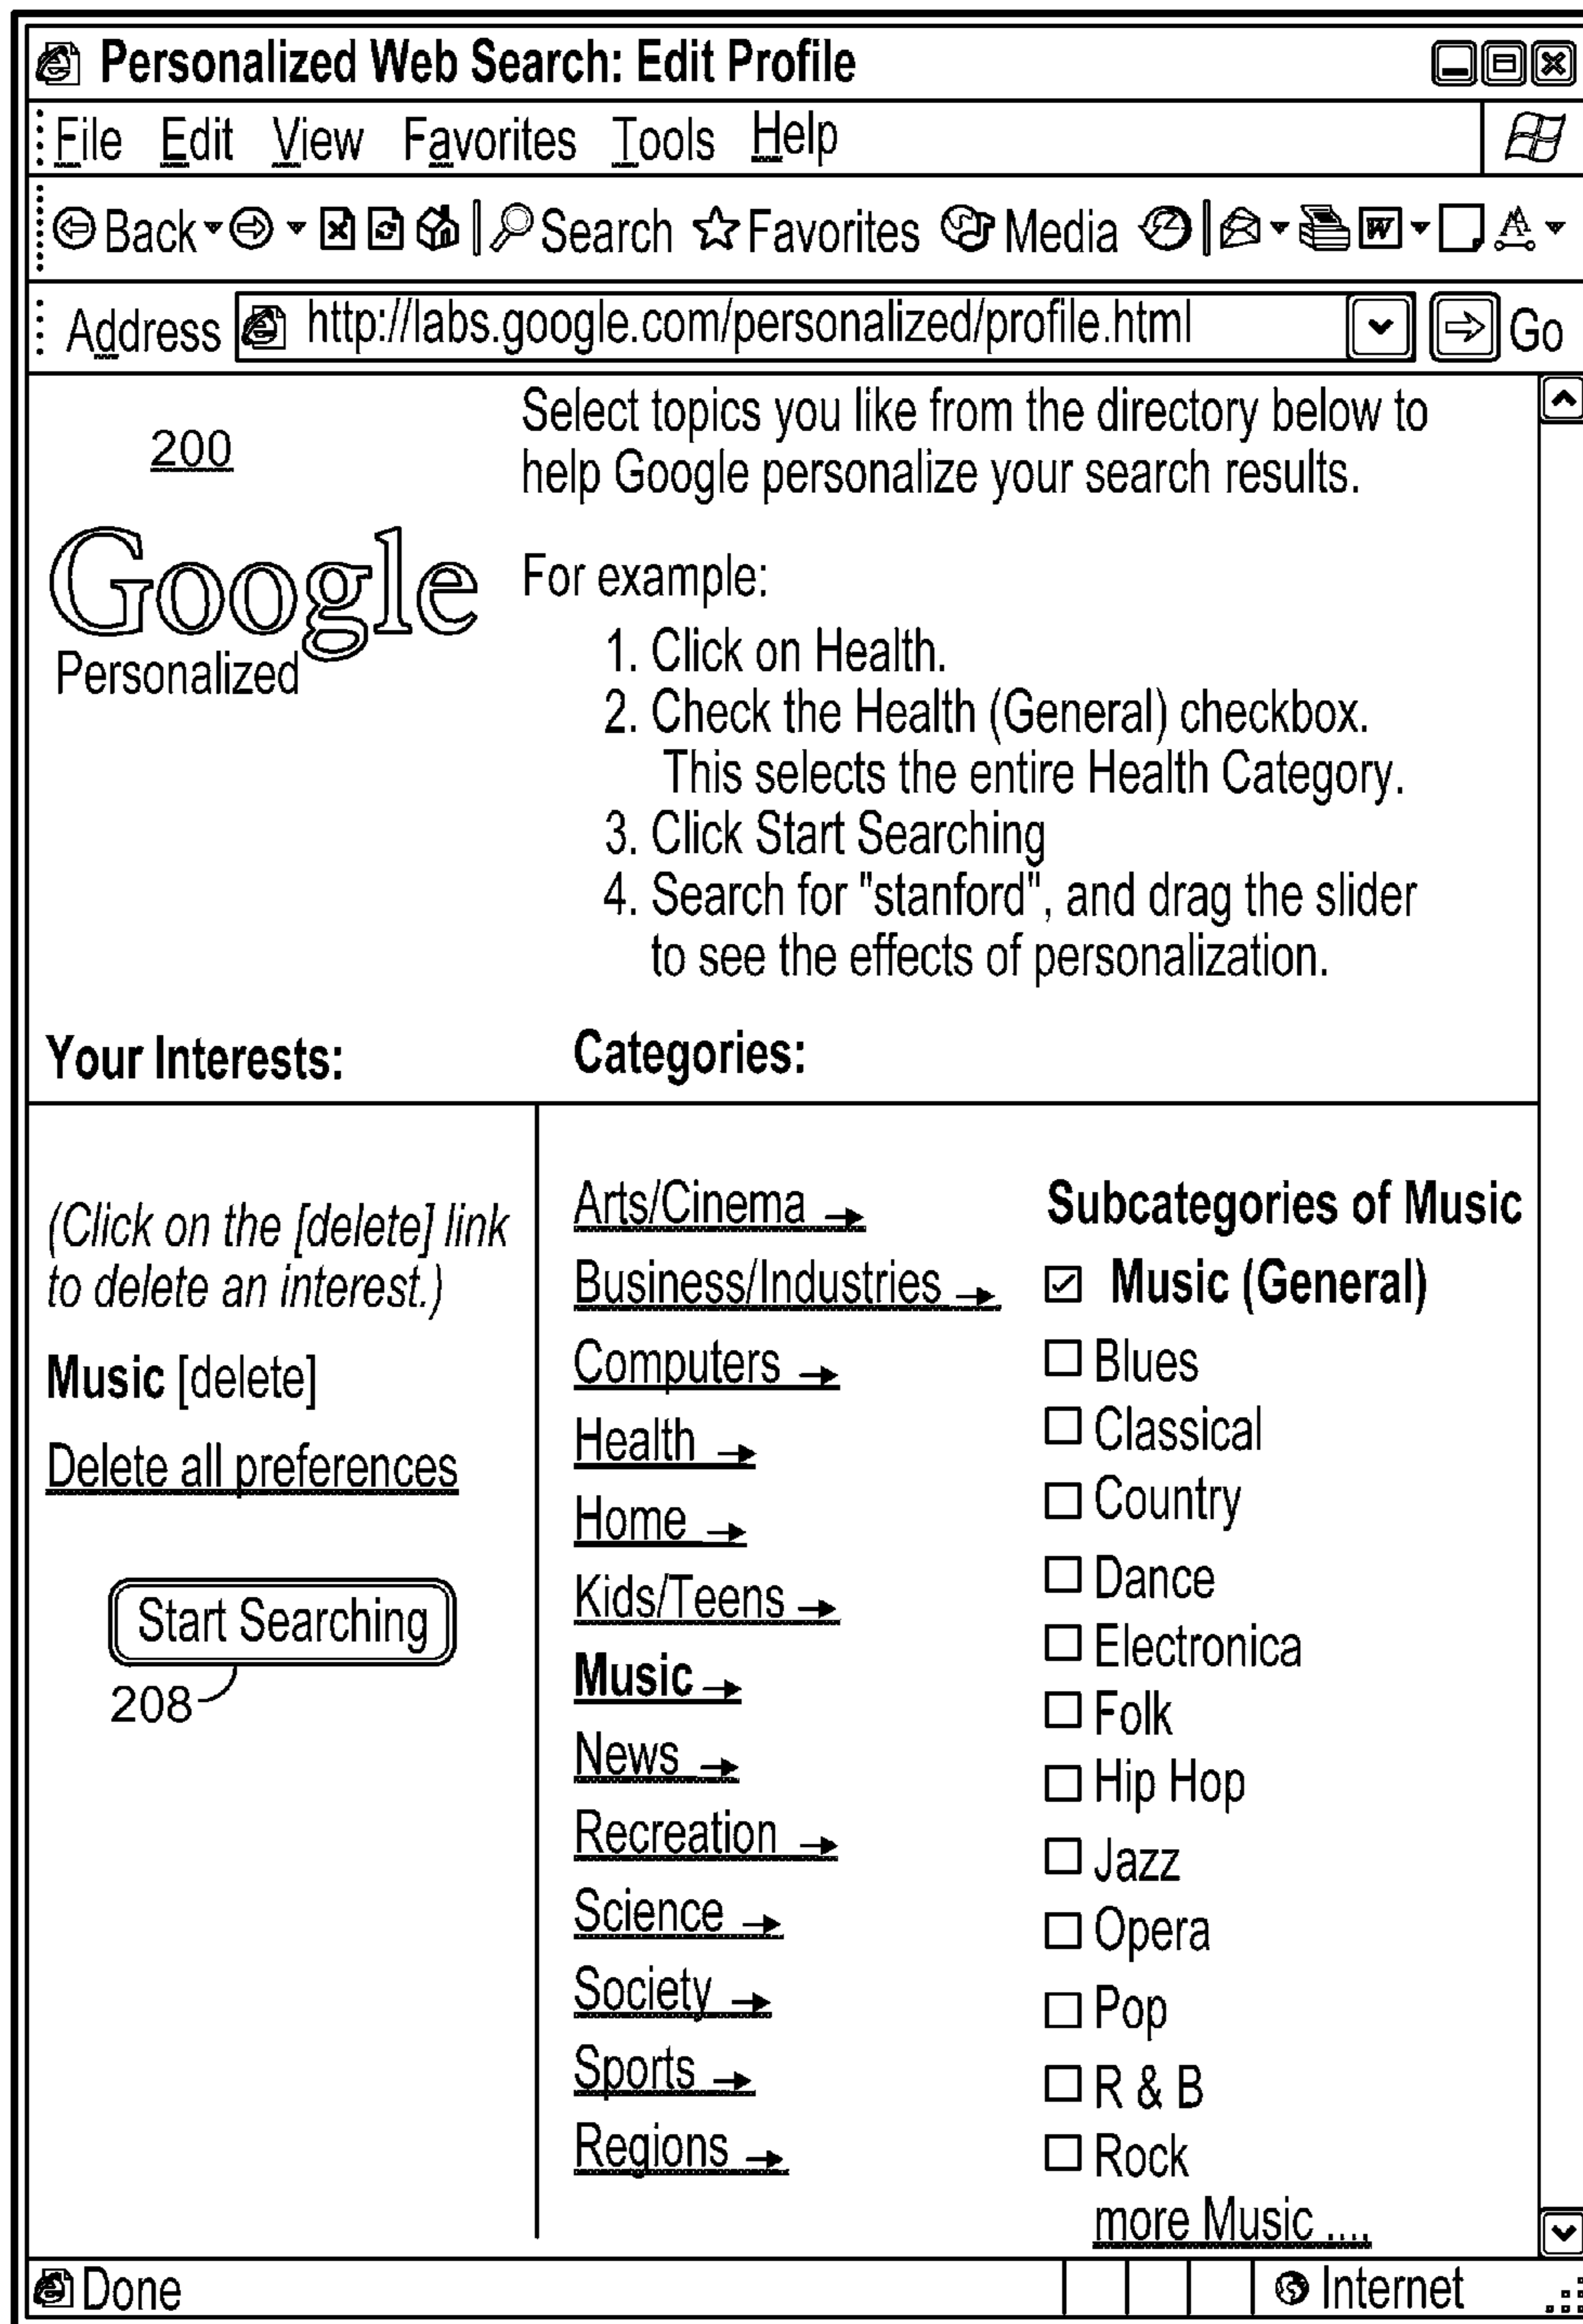 Personalized Web Search: Edit Profile
File Edit View Favorites Tools Help
Back Search Favorites Media W A
Address http://labs.google.com/personalized/profile.html Go
200
Google
Personalized
Select topics you like from the directory below to
help Google personalize your search results.
For example:
1. Click on Health.
2. Check the Health (General) checkbox.
This selects the entire Health Category.
3. Click Start Searching
4. Search for "stanford", and drag the slider
to see the effects of personalization.
Your Interests:
(Click on the [delete] link
to delete an interest.)
Music [delete]
Delete all preferences
Start Searching
208
Categories:
Arts/Cinema
Business/Industries
Computers
Health
Home
Kids/Teens
Music
News
Recreation
Science
Society
Sports
Regions
Subcategories of Music
Music (General)
Blues
Classical
Country
Dance
Electronica
Folk
Hip Hop
Jazz
Opera
Pop
R & B
Rock
more Music ....
Done Internet